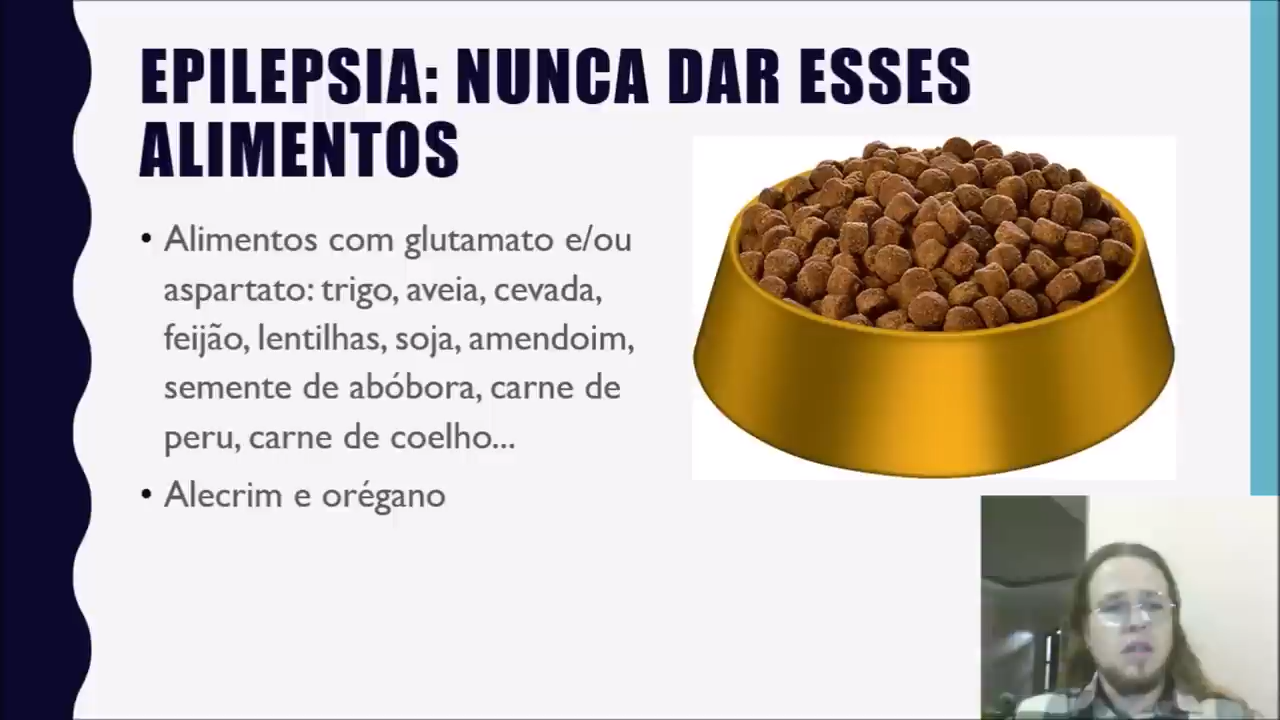 EPILEPSIA: NUNCA DAR ESSES
ALIMENTOS
• Alimentos com glutamato e/ou
aspartato: trigo, aveia, cevada,
feijão, lentilhas, soja, amendoim,
semente de abóbora, carne de
peru, carne de coelho...
• Alecrim e orégano